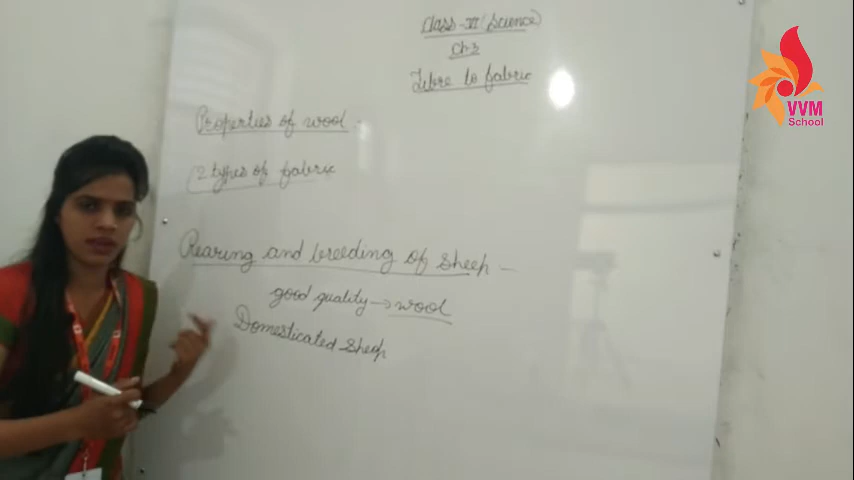 Class - VI (Science)
Ch 3
Fibre to fabric
Properties of wool -
2 types of fabric
Rearing and breeding of sheep -
good quality → wool
Domesticated Sheep
VVM
School